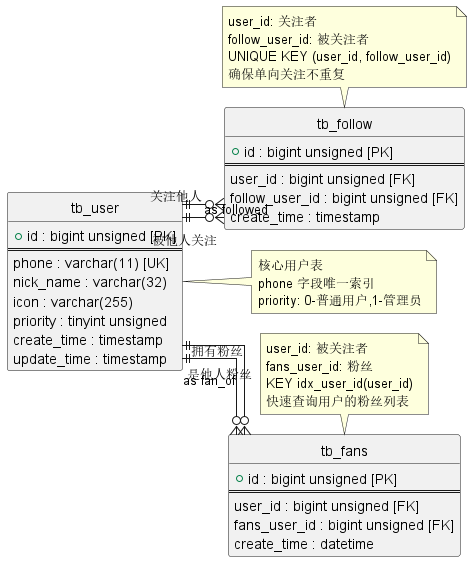 user_id: 关注者
follow_user_id: 被关注者
UNIQUE KEY (user_id, follow_user_id)
确保单向关注不重复
tb_follow
id : bigint unsigned [PK]
user_id : bigint unsigned [FK]
follow_user_id : bigint unsigned [FK]
create_time : timestamp
关注他人
as followed
被他人关注
tb_user
id : bigint unsigned [PK]
phone : varchar(11) [UK]
nick_name : varchar(32)
icon : varchar(255)
priority : tinyint unsigned
create_time : timestamp
update_time : timestamp
核心用户表
phone 字段唯一索引
priority: 0-普通用户,1-管理员
拥有粉丝
是他人粉丝
as fan_of
user_id: 被关注者
fans_user_id: 粉丝
KEY idx_user_id(user_id)
快速查询用户的粉丝列表
tb_fans
id : bigint unsigned [PK]
user_id : bigint unsigned [FK]
fans_user_id : bigint unsigned [FK]
create_time : datetime